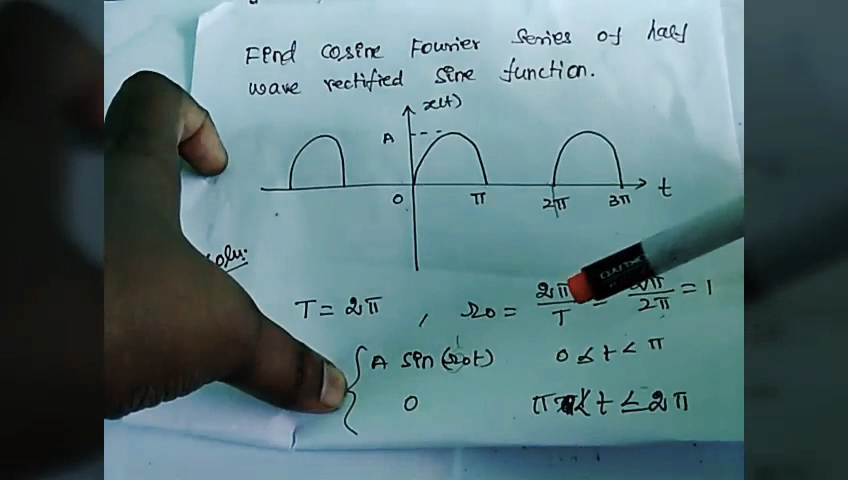 Find cosine Fourier series of half
wave rectified sine function.
x(t)
A
0 π 2π 3π t
Solu:
T = 2π , Ω0 = 2π/T = 2π/2π = 1
A sin(Ω0t) 0 ≤ t < π
0 π < t ≤ 2π